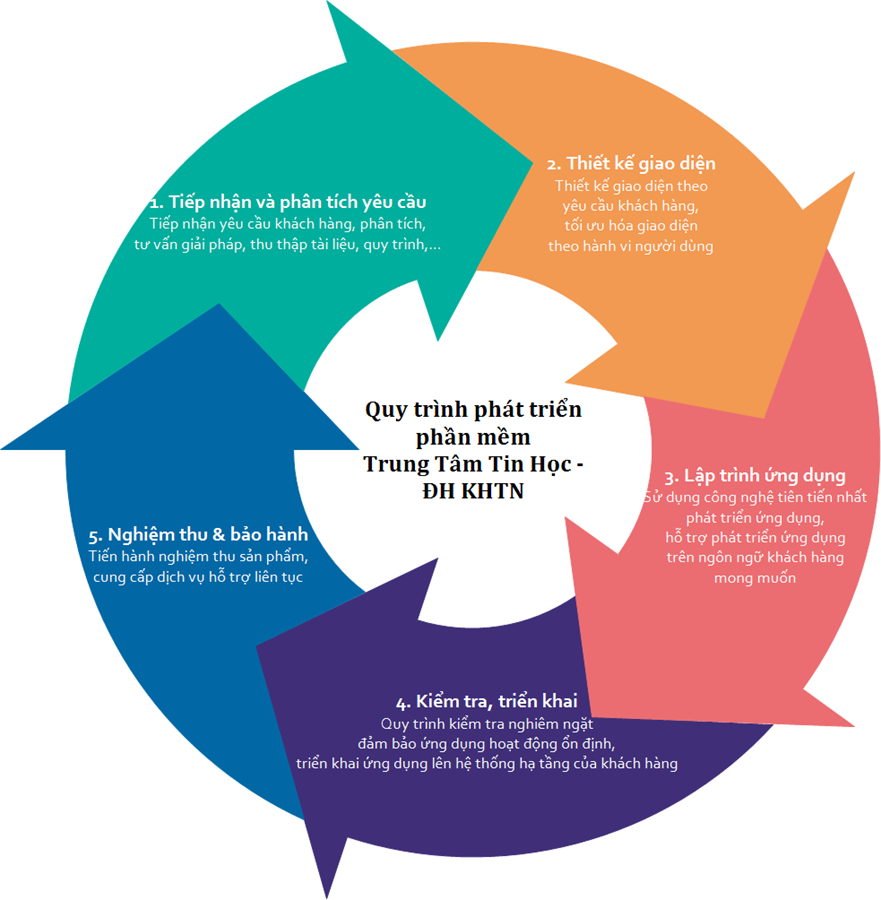 1. Tiếp nhận và phân tích yêu cầu
Tiếp nhận yêu cầu khách hàng, phân tích,
tư vấn giải pháp, thu thập tài liệu, quy trình,...
2. Thiết kế giao diện
Thiết kế giao diện theo
yêu cầu khách hàng,
tối ưu hóa giao diện
theo hành vi người dùng
Quy trình phát triển
phần mềm
Trung Tâm Tin Học -
ĐH KHTN
3. Lập trình ứng dụng
Sử dụng công nghệ tiên tiến nhất
phát triển ứng dụng,
hỗ trợ phát triển ứng dụng
trên ngôn ngữ khách hàng
mong muốn
4. Kiểm tra, triển khai
Quy trình kiểm tra nghiêm ngặt
đảm bảo ứng dụng hoạt động ổn định,
triển khai ứng dụng lên hệ thống hạ tầng của khách hàng
5. Nghiệm thu & bảo hành
Tiến hành nghiệm thu sản phẩm,
cung cấp dịch vụ hỗ trợ liên tục